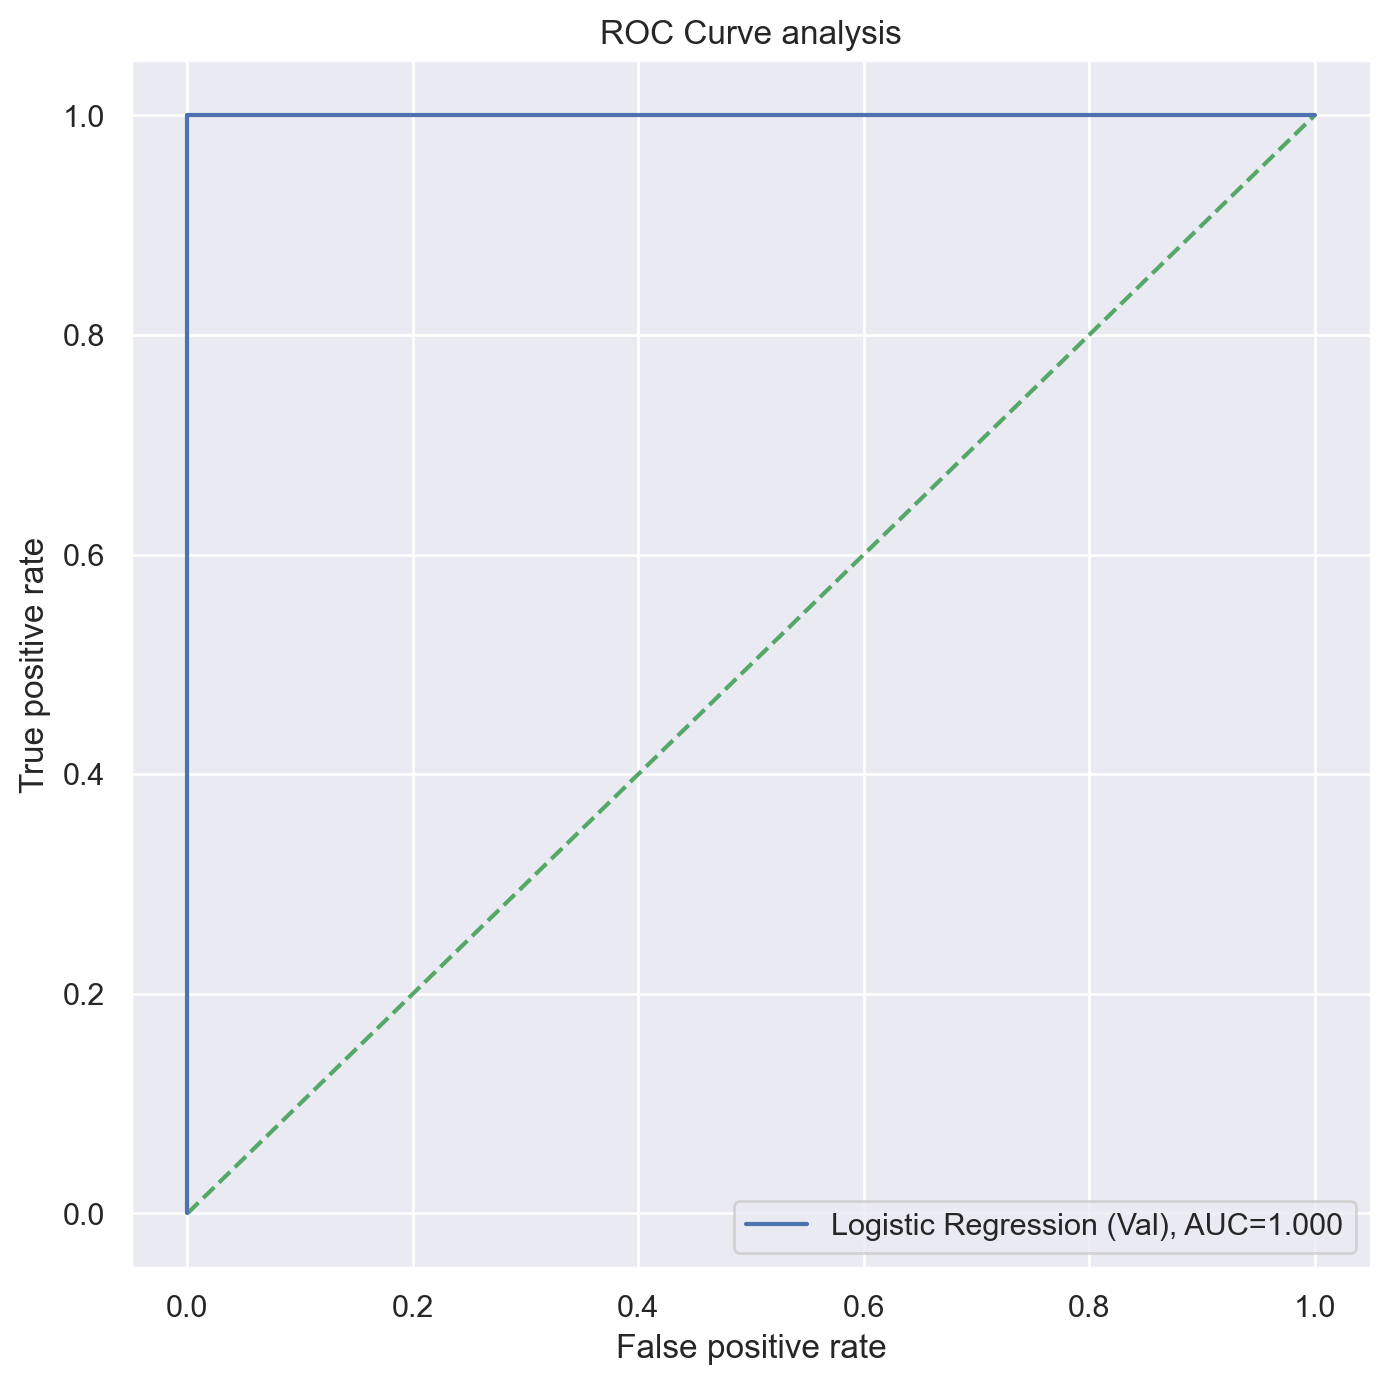 ROC Curve analysis
1.0
0.8
0.6
0.4
0.2
0.0
True positive rate
Logistic Regression (Val), AUC=1.000
0.0 0.2 0.4 0.6 0.8 1.0
False positive rate